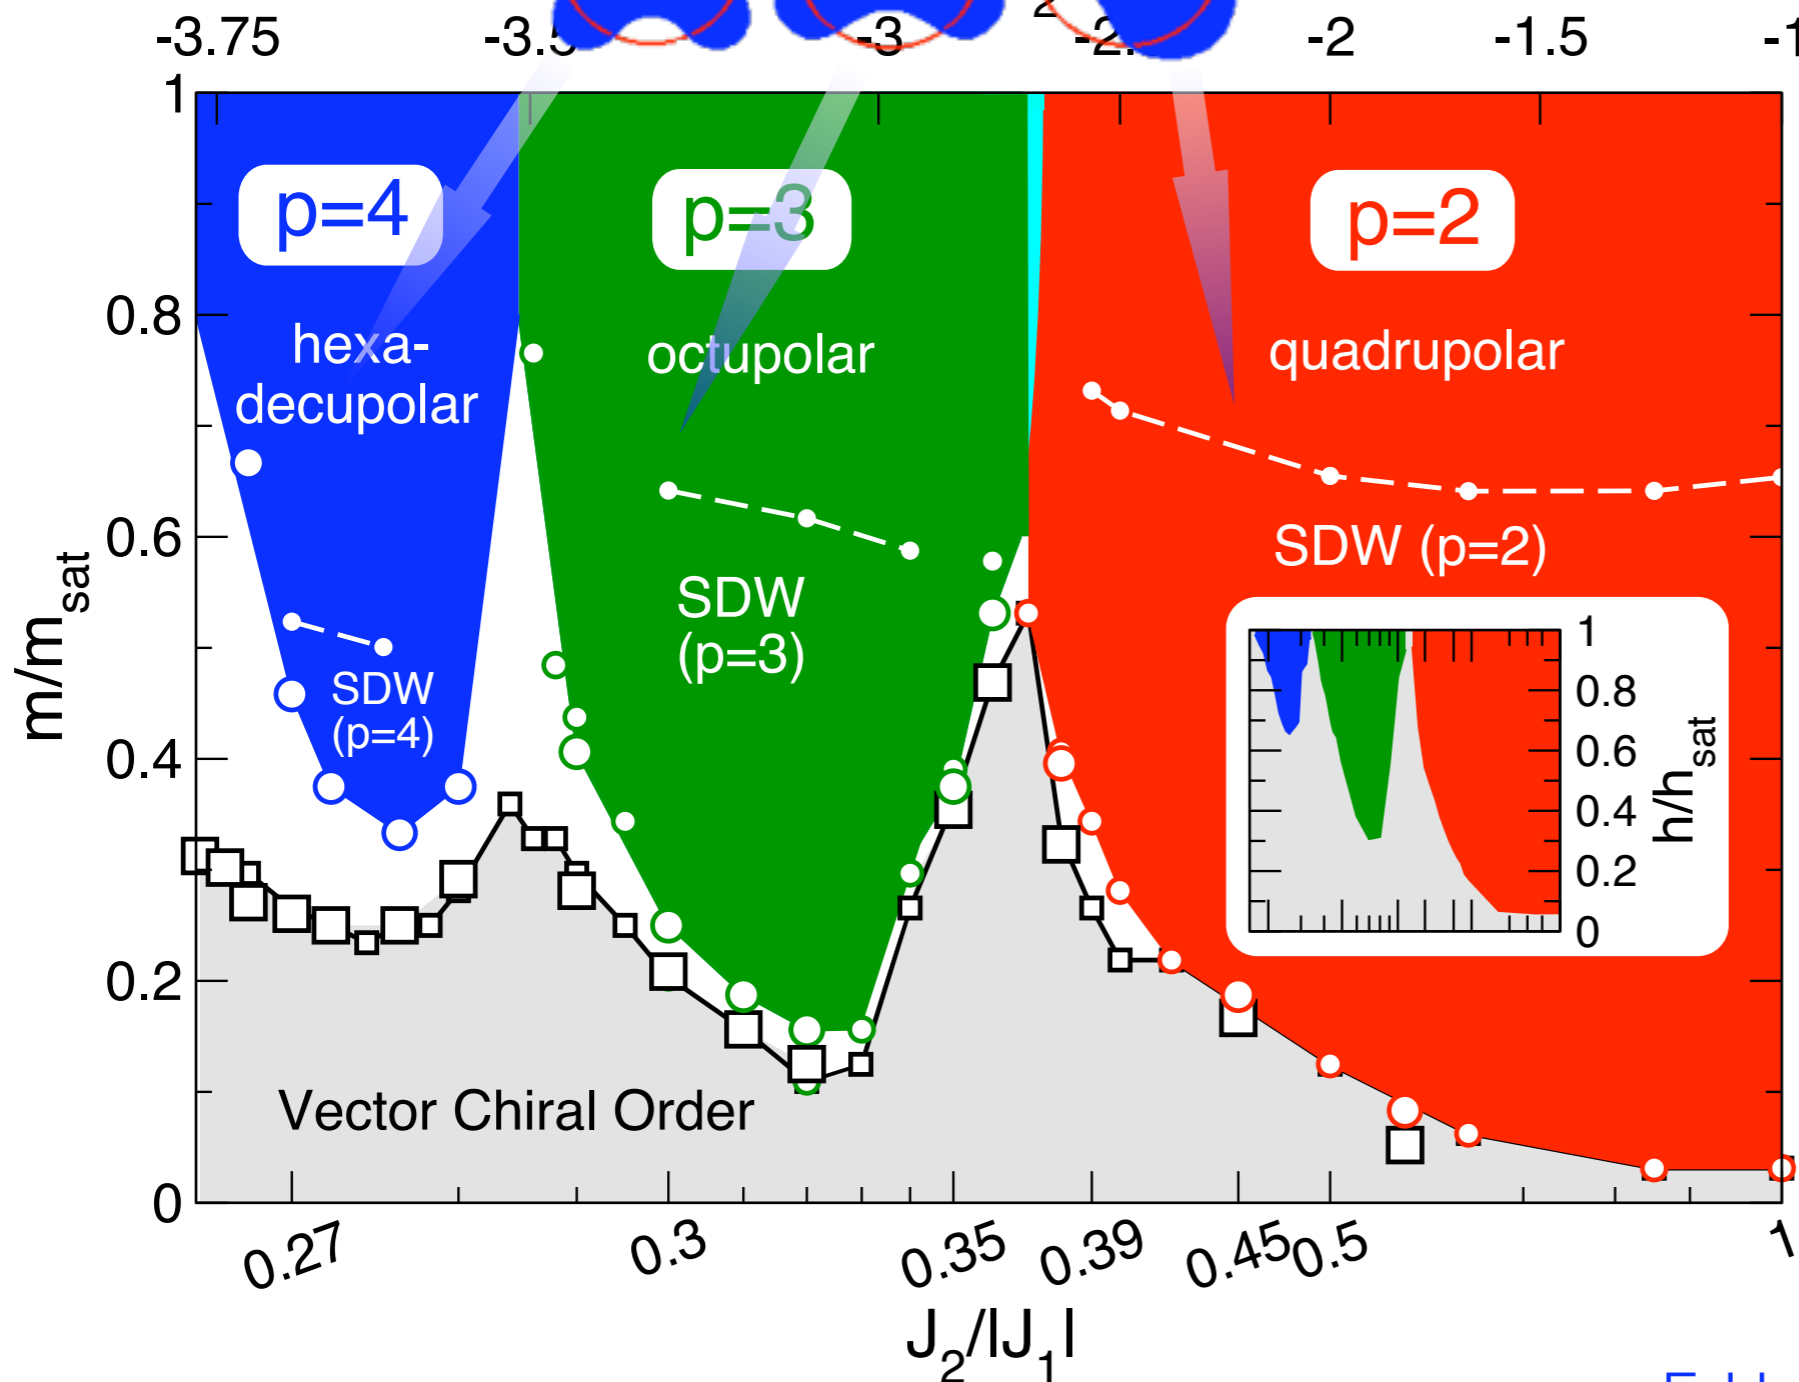 -3.75 -3.5 -3 -2 -1.5 -1
1
p=4 p=3 p=2
0.8
hexa-
decupolar
octupolar
quadrupolar
0.6
SDW (p=2)
SDW
(p=3)
SDW
(p=4)
m/m_sat
0.4
0.2
0
1
0.8
0.6
0.4
0.2
0
h/h_sat
Vector Chiral Order
0.27 0.3 0.35 0.39 0.45 0.5 1
J_2/|J_1|